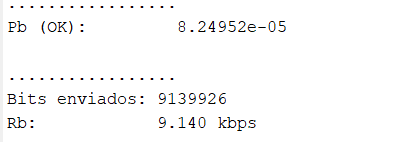 .................
Pb (OK): 8.24952e-05
.................
Bits enviados: 9139926
Rb: 9.140 kbps